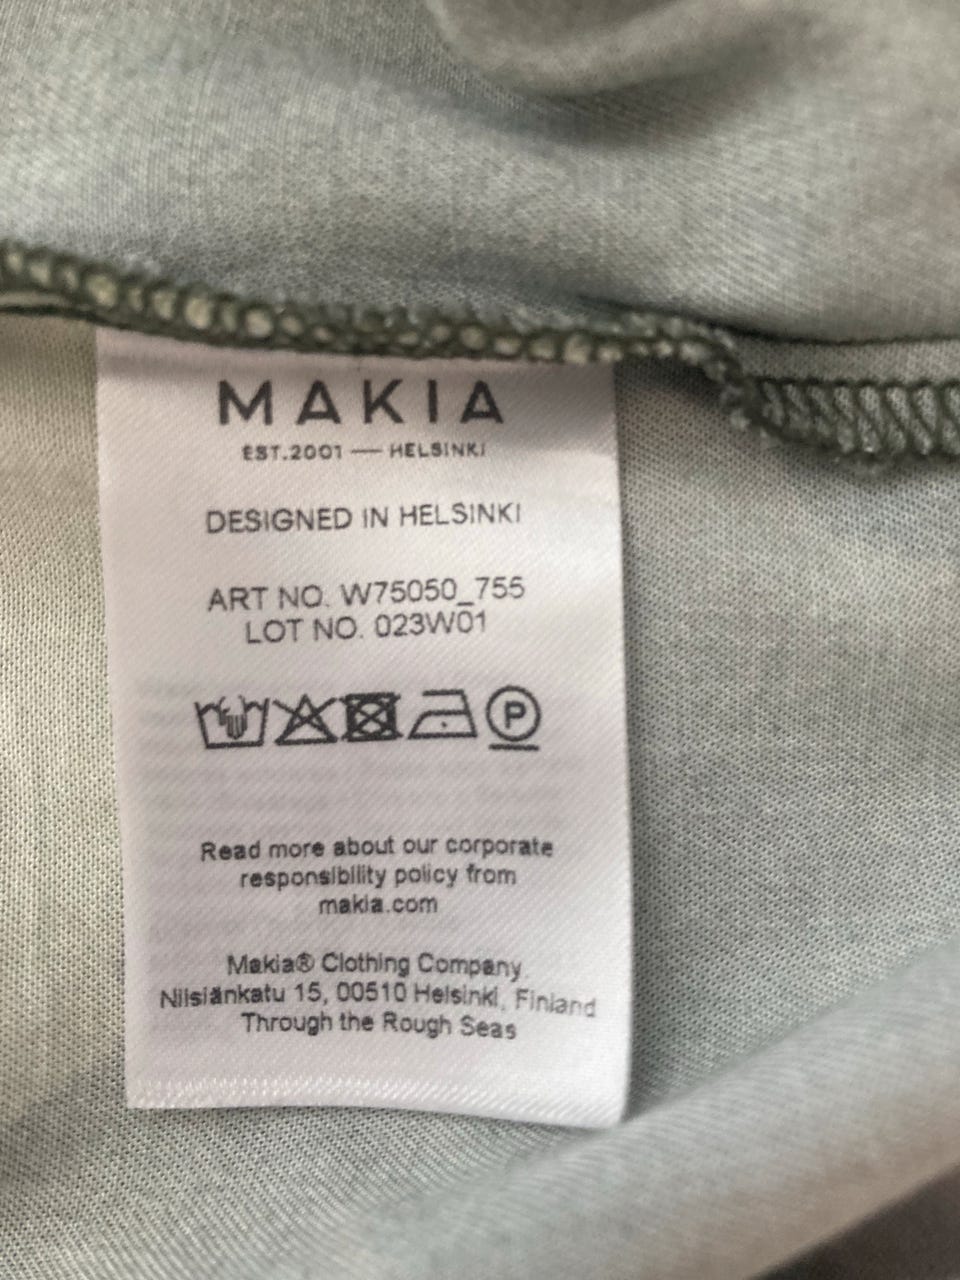 MAKIA
EST.2001 — HELSINKI
DESIGNED IN HELSINKI
ART NO. W75050_755
LOT NO. 023W01
P
Read more about our corporate
responsibility policy from
makia.com
Makia® Clothing Company
Nilsiänkatu 15, 00510 Helsinki, Finland
Through the Rough Seas